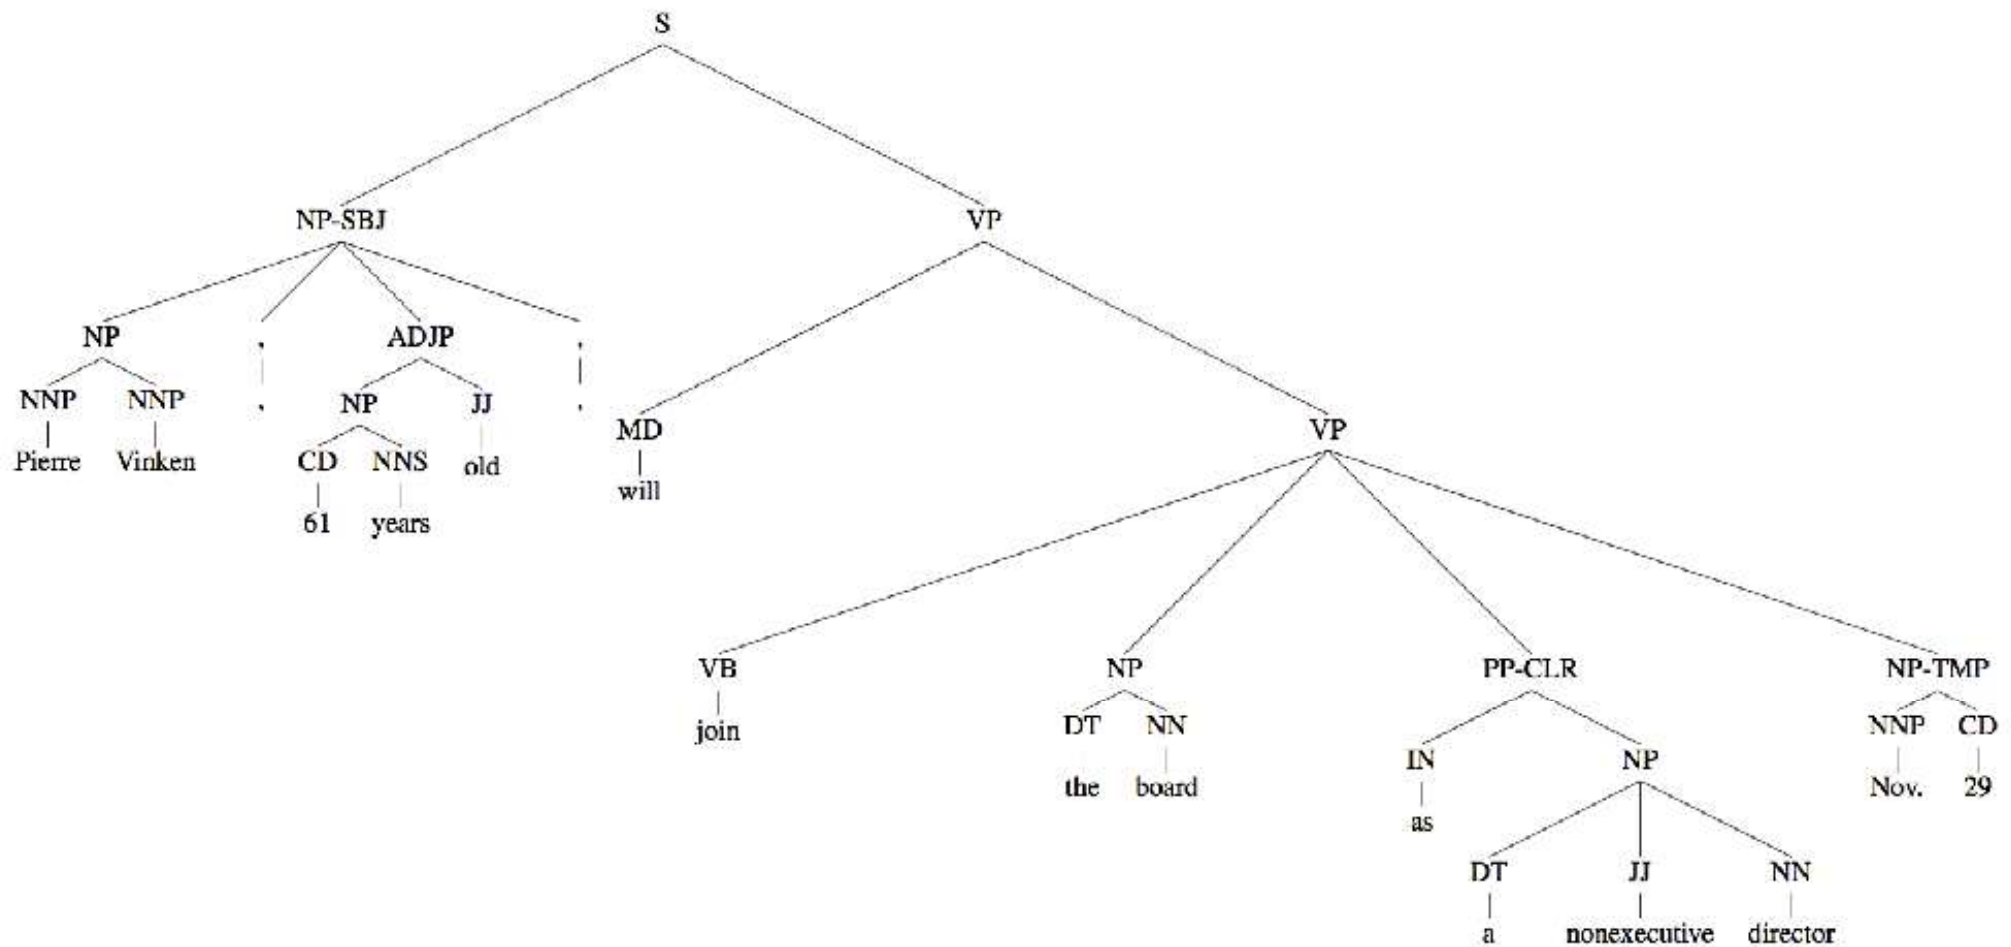 S
NP-SBJ VP
NP , ADJP ,
NNP NNP , NP JJ ,
MD VP
Pierre Vinken CD NNS old
will
61 years
VB NP PP-CLR NP-TMP
join DT NN NNP CD
IN NP
the board Nov. 29
as
DT JJ NN
a nonexecutive director